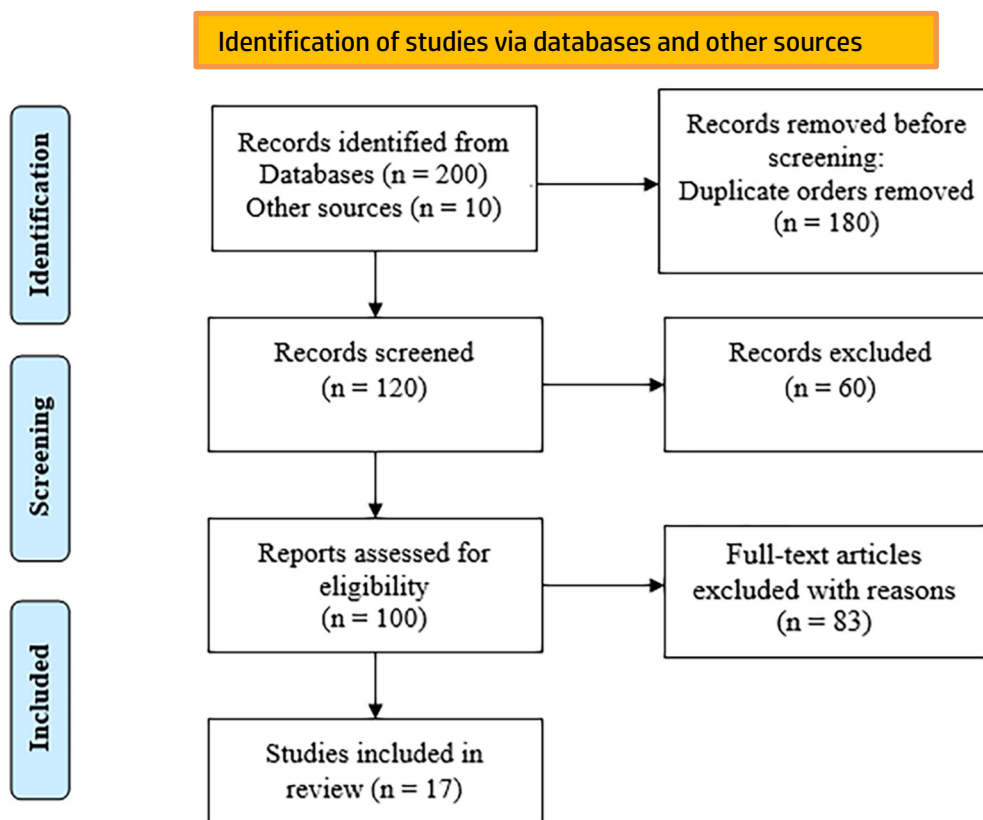 Identification of studies via databases and other sources
Identification
Records identified from
Databases (n = 200)
Other sources (n = 10)
Records removed before
screening:
Duplicate orders removed
(n = 180)
Screening
Records screened
(n = 120)
Records excluded
(n = 60)
Reports assessed for
eligibility
(n = 100)
Full-text articles
excluded with reasons
(n = 83)
Included
Studies included in
review (n = 17)